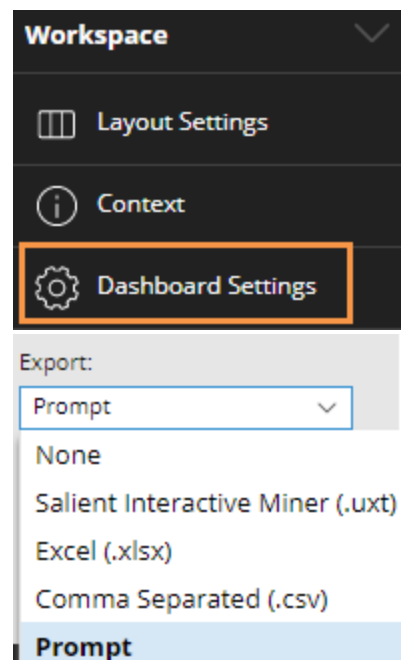 Workspace
Layout Settings
Context
Dashboard Settings
Export:
Prompt
None
Salient Interactive Miner (.uxt)
Excel (.xlsx)
Comma Separated (.csv)
Prompt